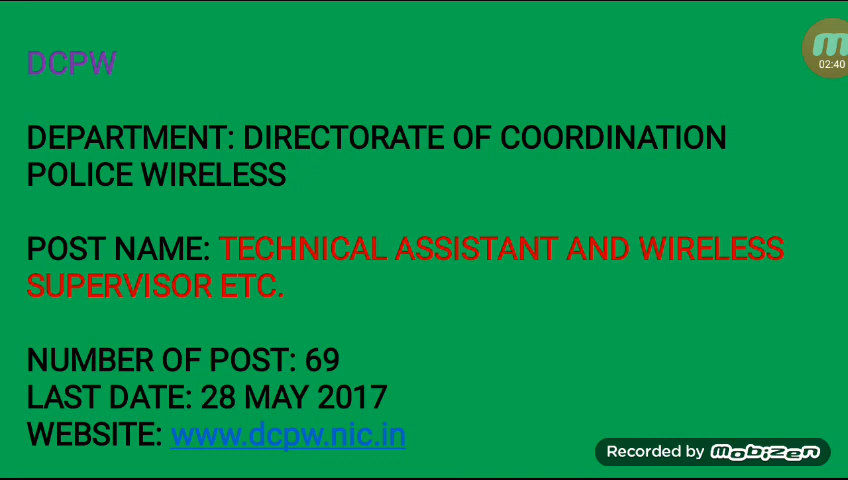 DCPW
02:40
DEPARTMENT: DIRECTORATE OF COORDINATION
POLICE WIRELESS
POST NAME: TECHNICAL ASSISTANT AND WIRELESS
SUPERVISOR ETC.
NUMBER OF POST: 69
LAST DATE: 28 MAY 2017
WEBSITE: www.dcpw.nic.in
Recorded by mobizen